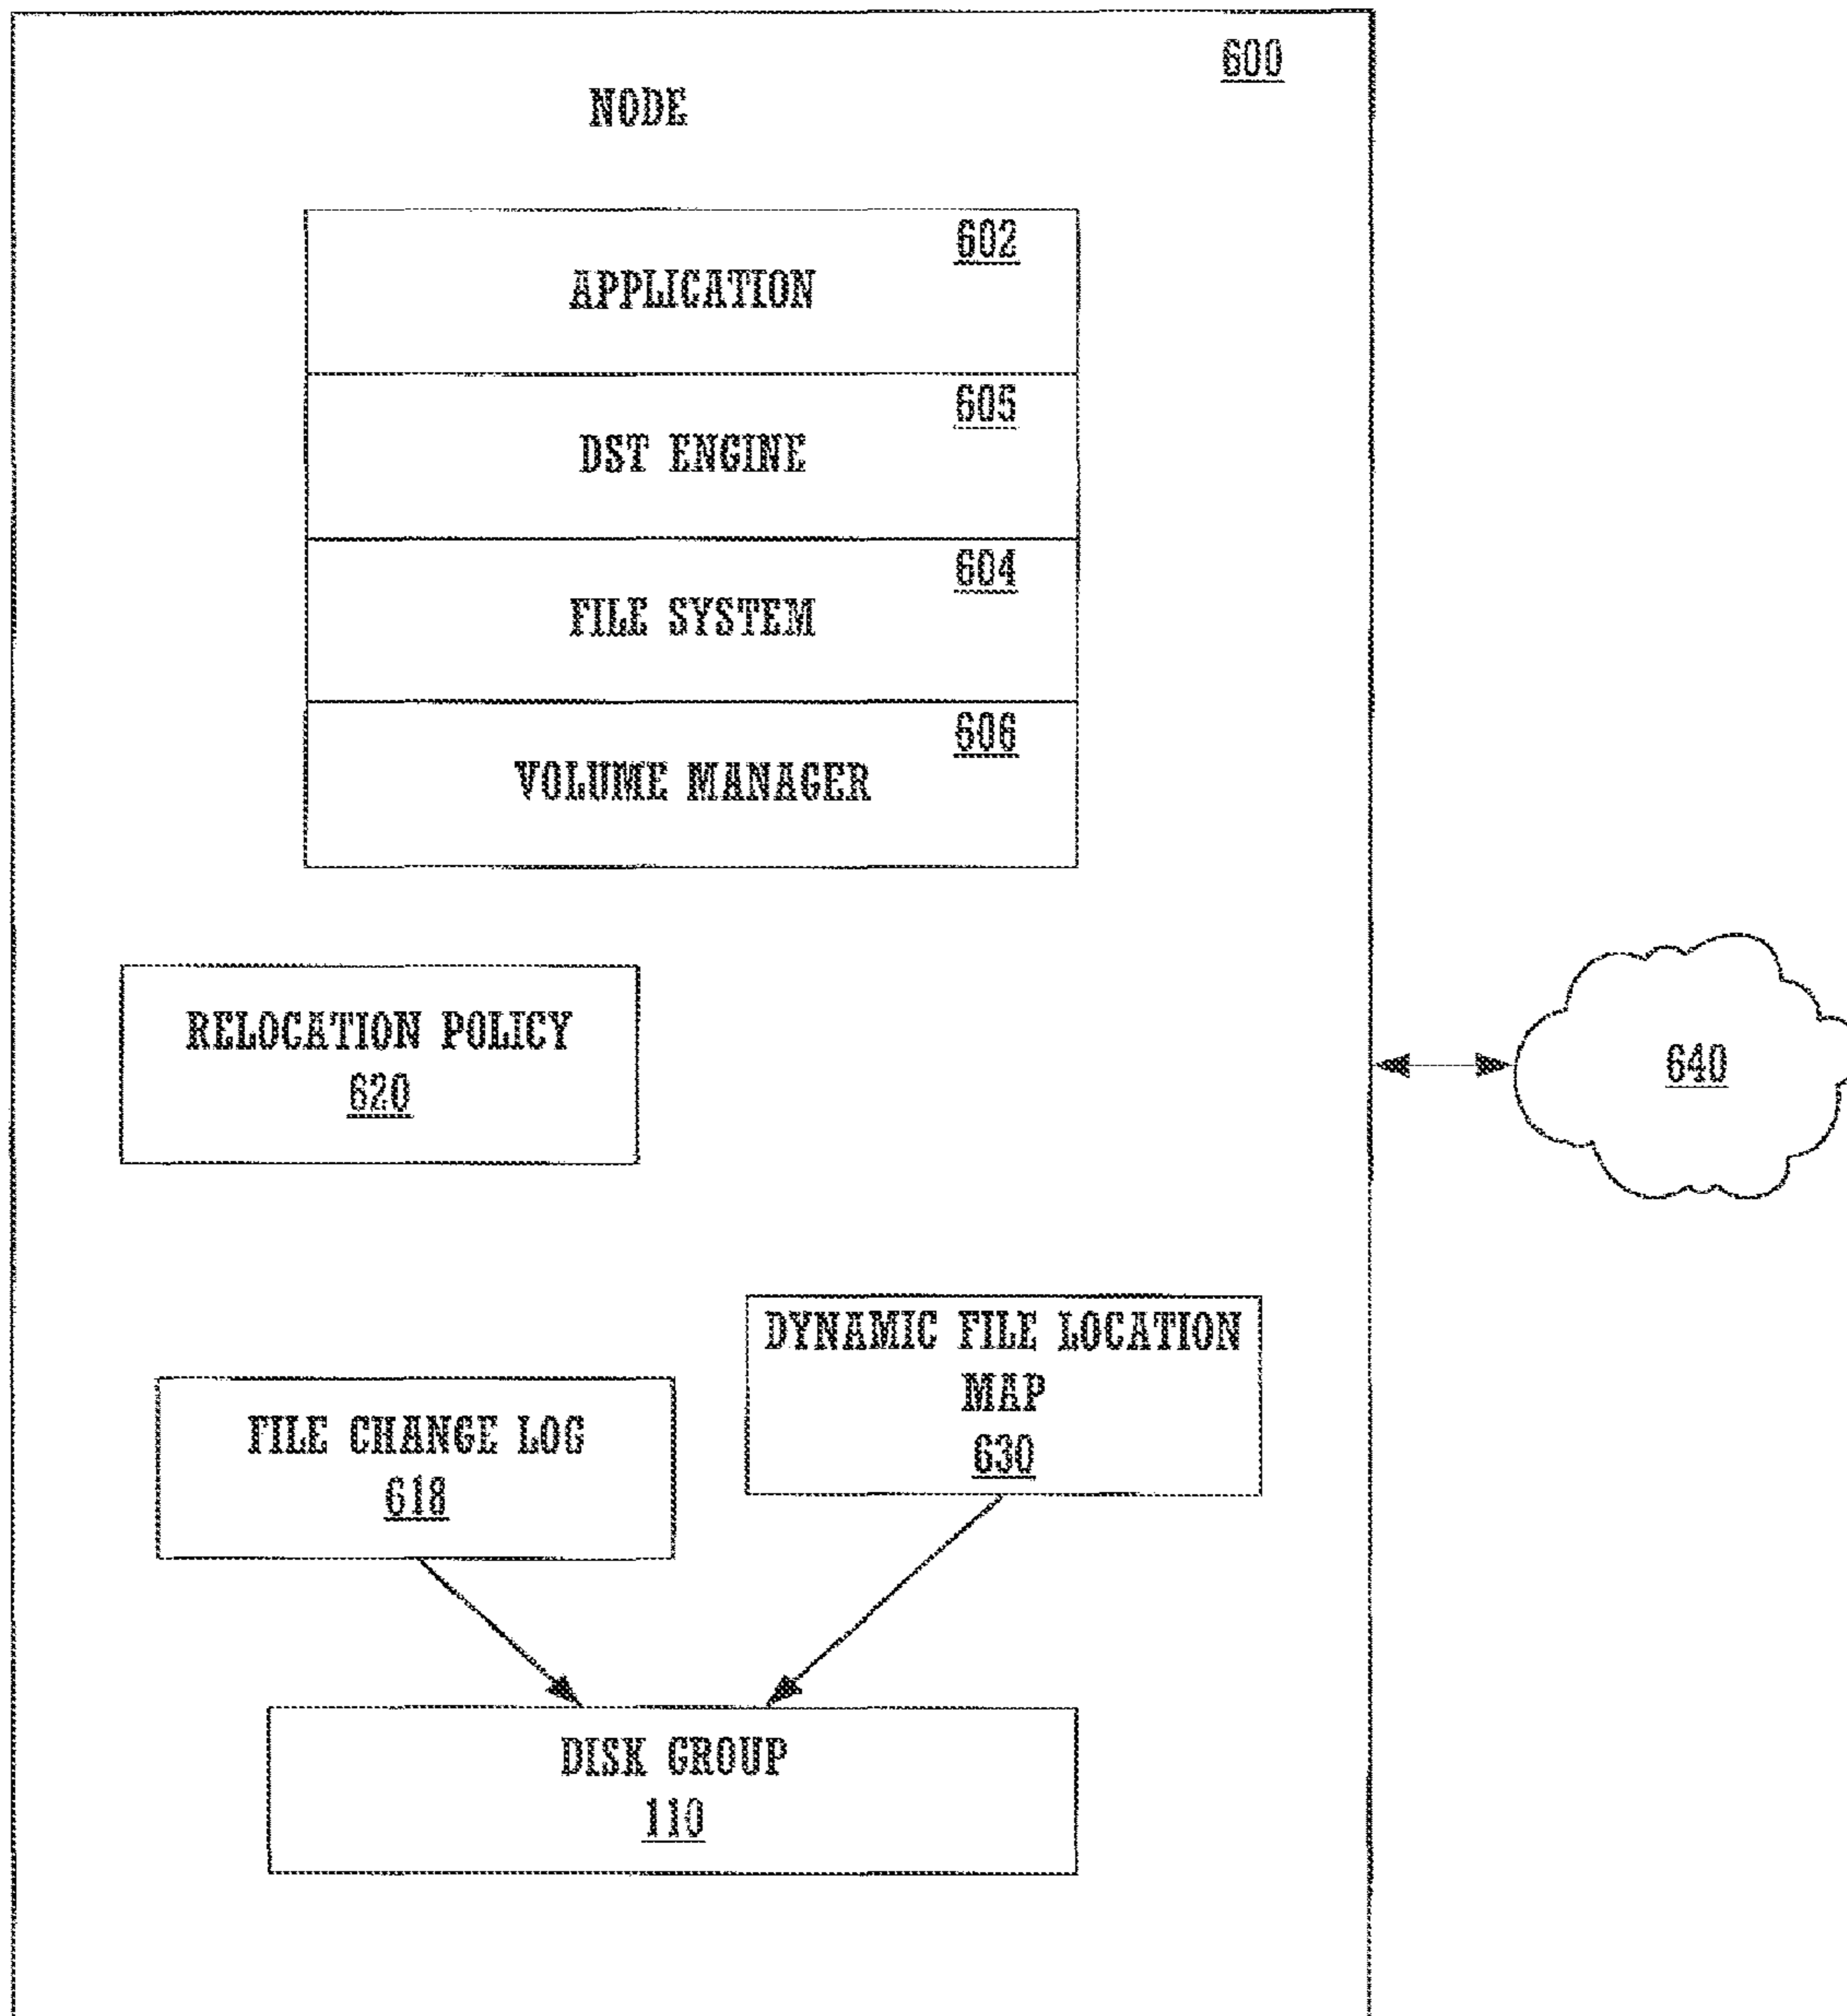 600
NODE
602
APPLICATION
605
DST ENGINE
604
FILE SYSTEM
606
VOLUME MANAGER
RELOCATION POLICY
620
640
DYNAMIC FILE LOCATION
MAP
630
FILE CHANGE LOG
618
DISK GROUP
110